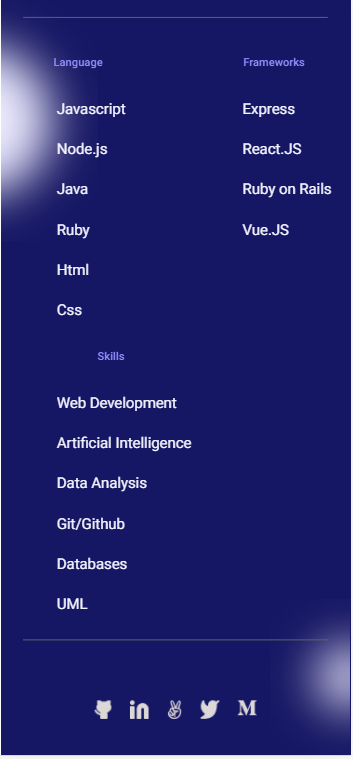 Language
Javascript
Node.js
Java
Ruby
Html
Css
Frameworks
Express
React.JS
Ruby on Rails
Vue.JS
Skills
Web Development
Artificial Intelligence
Data Analysis
Git/Github
Databases
UML
in
M